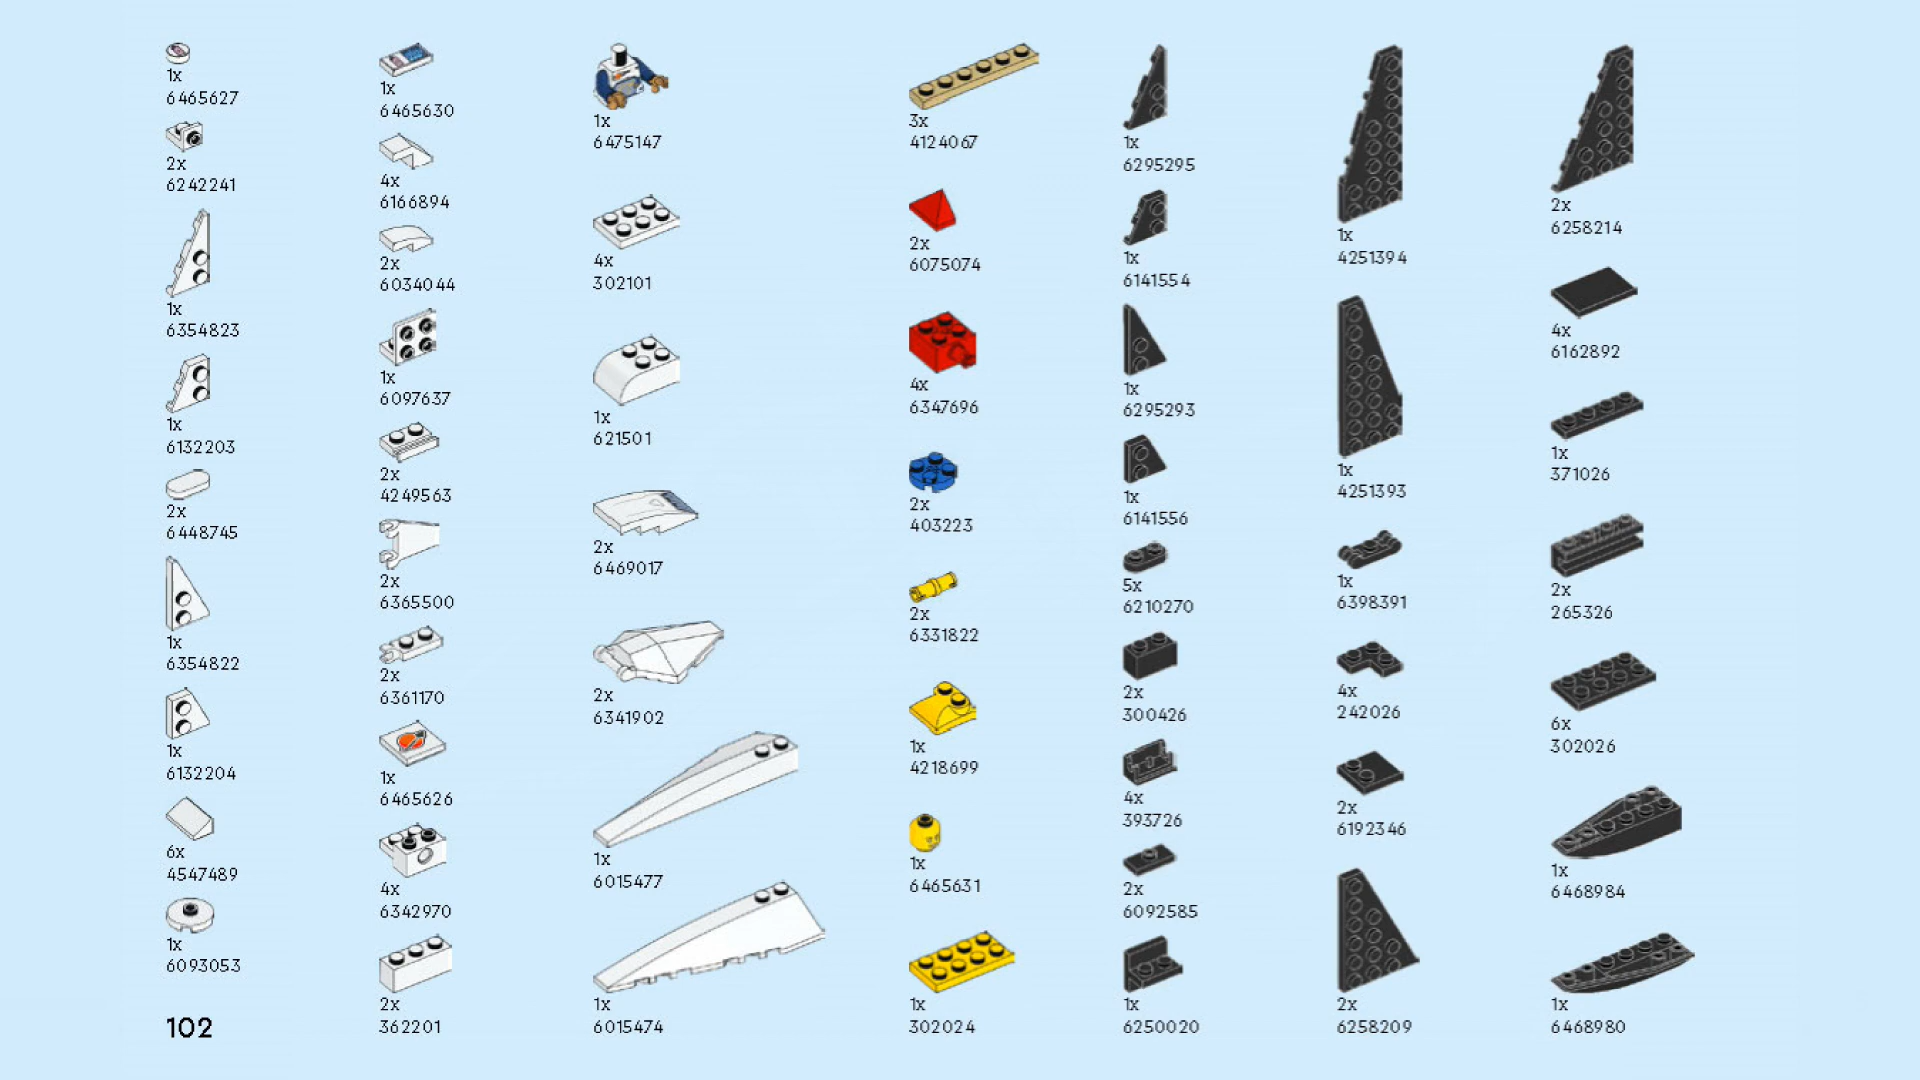 1x
6465627
2x
6242241
1x
6354823
1x
6132203
2x
6448745
1x
6354822
1x
6132204
6x
4547489
1x
6093053
102
1x
6465630
4x
6166894
2x
6034044
1x
6097637
2x
4249563
2x
6365500
2x
6361170
1x
6465626
4x
6342970
2x
362201
1x
6475147
4x
302101
1x
621501
2x
6469017
2x
6341902
1x
6015477
1x
6015474
3x
4124067
2x
6075074
4x
6347696
2x
403223
2x
6331822
1x
4218699
1x
6465631
1x
302024
1x
6295295
1x
6141554
1x
6295293
1x
6141556
5x
6210270
2x
300426
4x
393726
2x
6092585
1x
6250020
1x
4251394
1x
4251393
1x
6398391
4x
242026
2x
6192346
2x
6258209
2x
6258214
4x
6162892
1x
371026
2x
265326
6x
302026
1x
6468984
1x
6468980